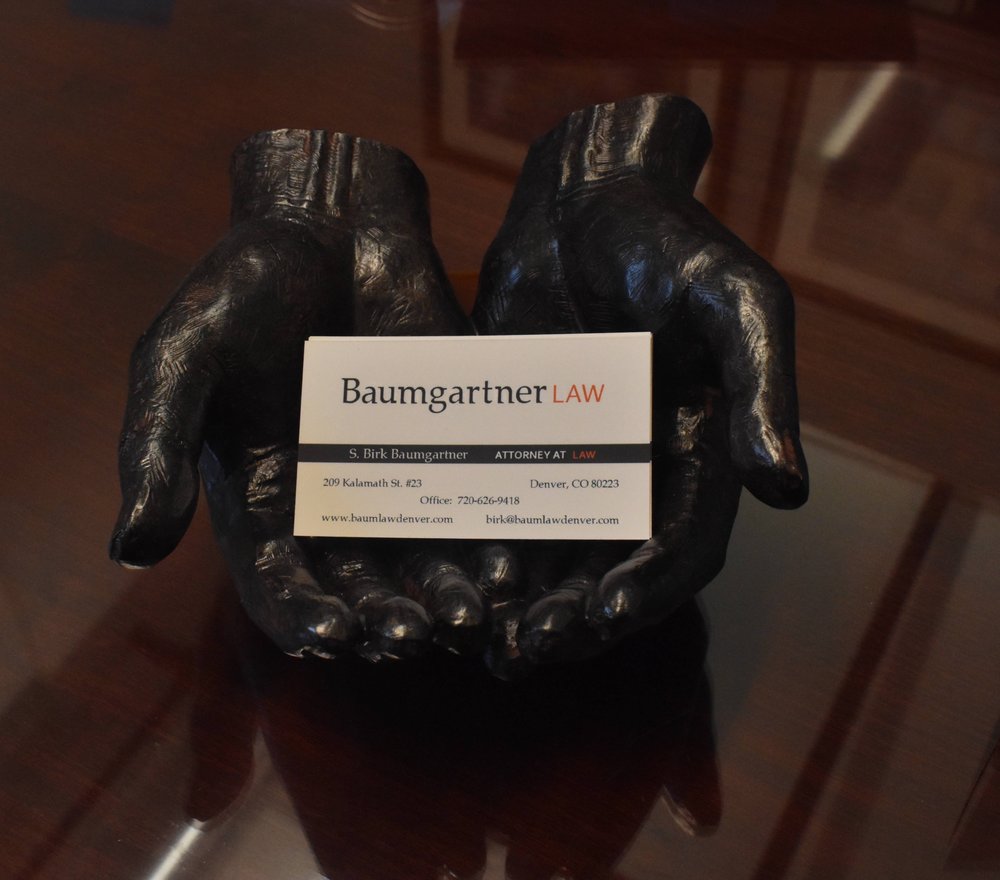 Baumgartner LAW
S. Birk Baumgartner ATTORNEY AT LAW
209 Kalamath St. #23 Denver, CO 80223
Office: 720-626-9418
www.baumlawdenver.com birk@baumlawdenver.com